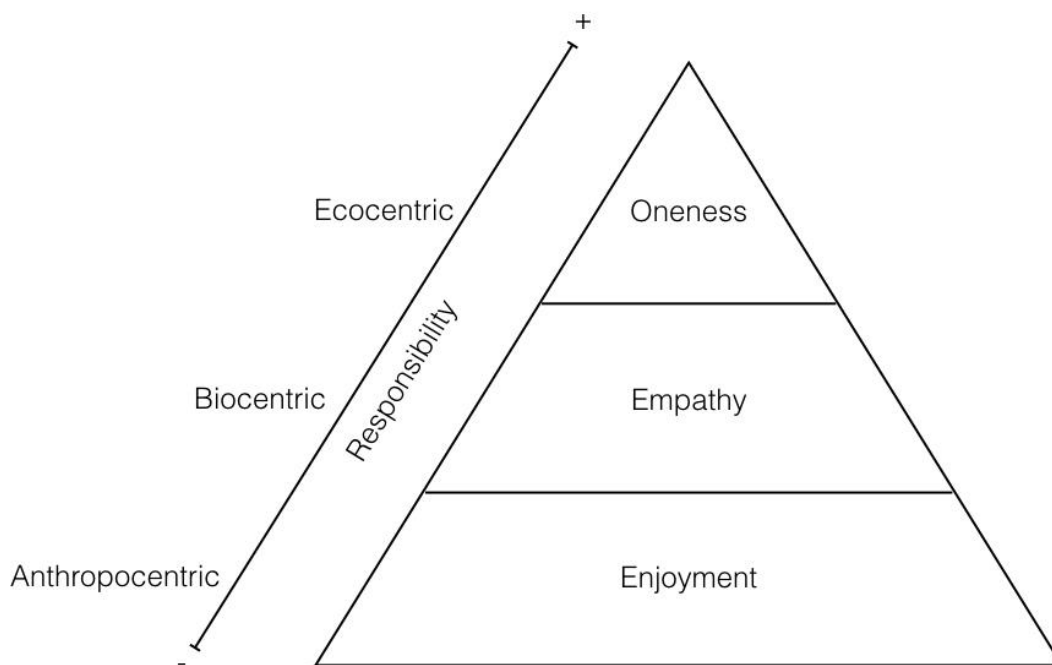 +
Ecocentric
Oneness
Responsibility
Biocentric
Empathy
Anthropocentric
Enjoyment
-